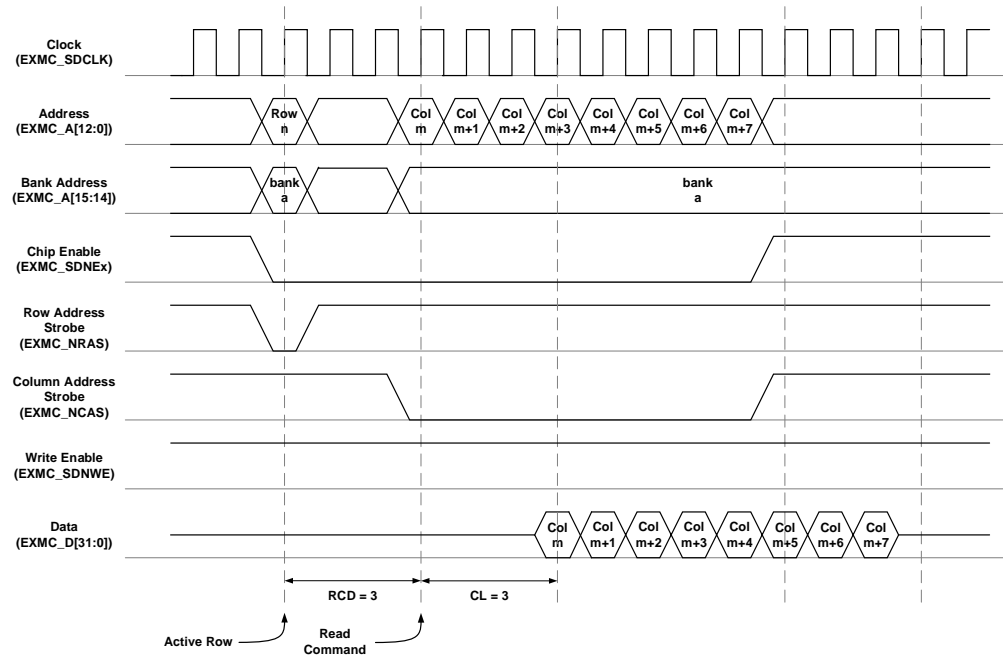 Clock
(EXMC_SDCLK)
Address
(EXMC_A[12:0])
Row
n
Col
m
Col
m+1
Col
m+2
Col
m+3
Col
m+4
Col
m+5
Col
m+6
Col
m+7
Bank Address
(EXMC_A[15:14])
bank
a
bank
a
Chip Enable
(EXMC_SDNEx)
Row Address
Strobe
(EXMC_NRAS)
Column Address
Strobe
(EXMC_NCAS)
Write Enable
(EXMC_SDNWE)
Data
(EXMC_D[31:0])
Col
m
Col
m+1
Col
m+2
Col
m+3
Col
m+4
Col
m+5
Col
m+6
Col
m+7
RCD = 3
CL = 3
Active Row
Read
Command